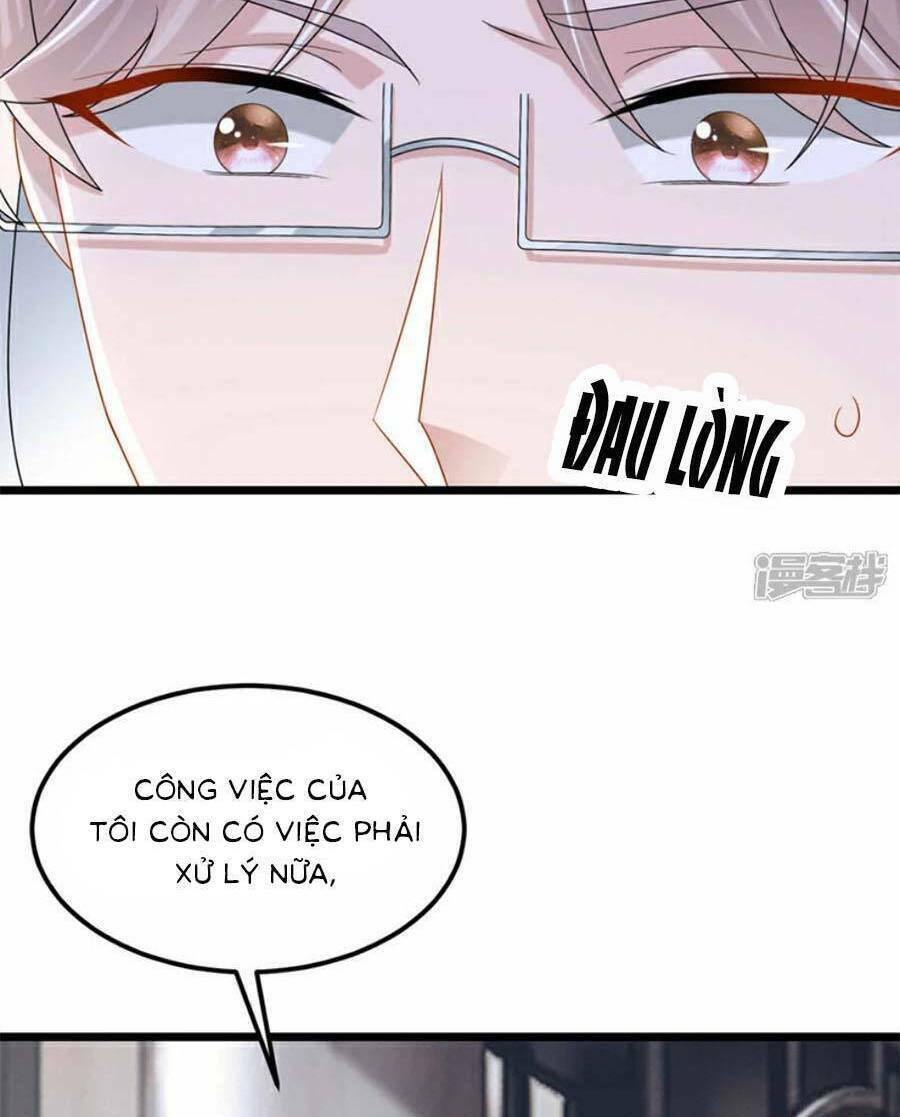 ĐAU LÒNG
漫客栈
CÔNG VIỆC CỦA
TÔI CÒN CÓ VIỆC PHẢI
XỬ LÝ NỮA,